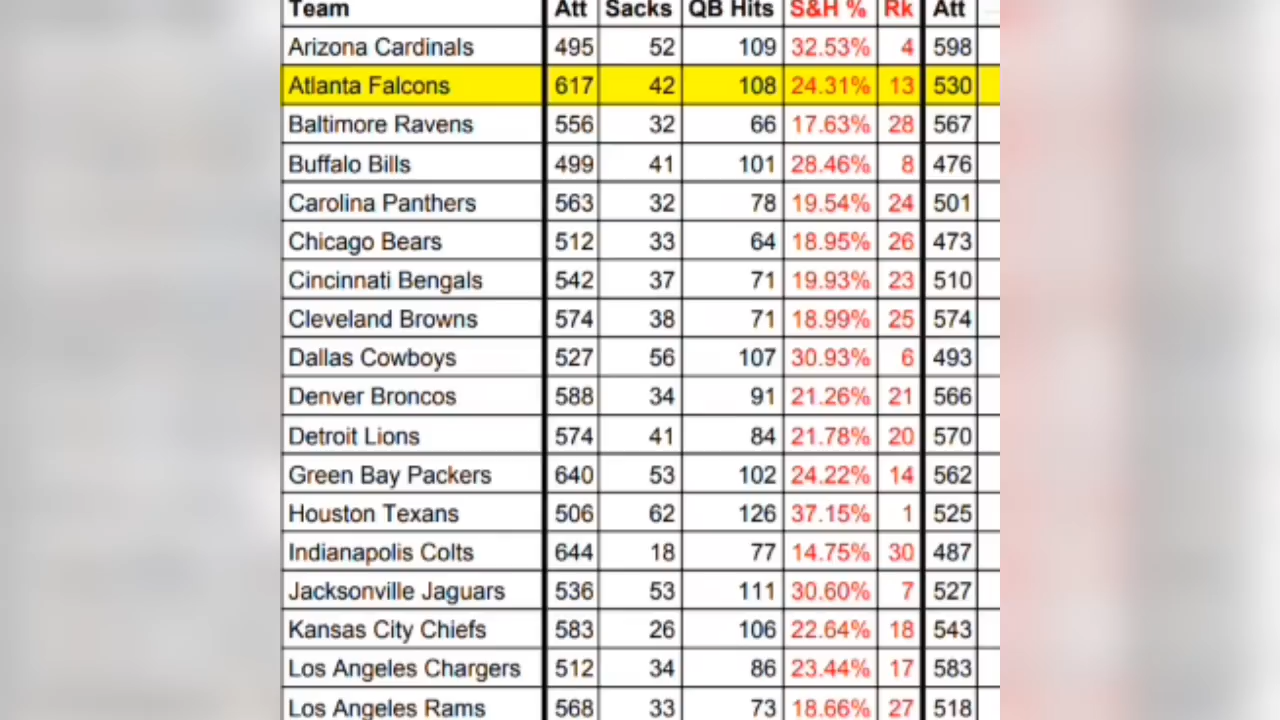 Team Att Sacks QB Hits S&H % Rk Att
Arizona Cardinals 495 52 109 32.53% 4 598
Atlanta Falcons 617 42 108 24.31% 13 530
Baltimore Ravens 556 32 66 17.63% 28 567
Buffalo Bills 499 41 101 28.46% 8 476
Carolina Panthers 563 32 78 19.54% 24 501
Chicago Bears 512 33 64 18.95% 26 473
Cincinnati Bengals 542 37 71 19.93% 23 510
Cleveland Browns 574 38 71 18.99% 25 574
Dallas Cowboys 527 56 107 30.93% 6 493
Denver Broncos 588 34 91 21.26% 21 566
Detroit Lions 574 41 84 21.78% 20 570
Green Bay Packers 640 53 102 24.22% 14 562
Houston Texans 506 62 126 37.15% 1 525
Indianapolis Colts 644 18 77 14.75% 30 487
Jacksonville Jaguars 536 53 111 30.60% 7 527
Kansas City Chiefs 583 26 106 22.64% 18 543
Los Angeles Chargers 512 34 86 23.44% 17 583
Los Angeles Rams 568 33 73 18.66% 27 518